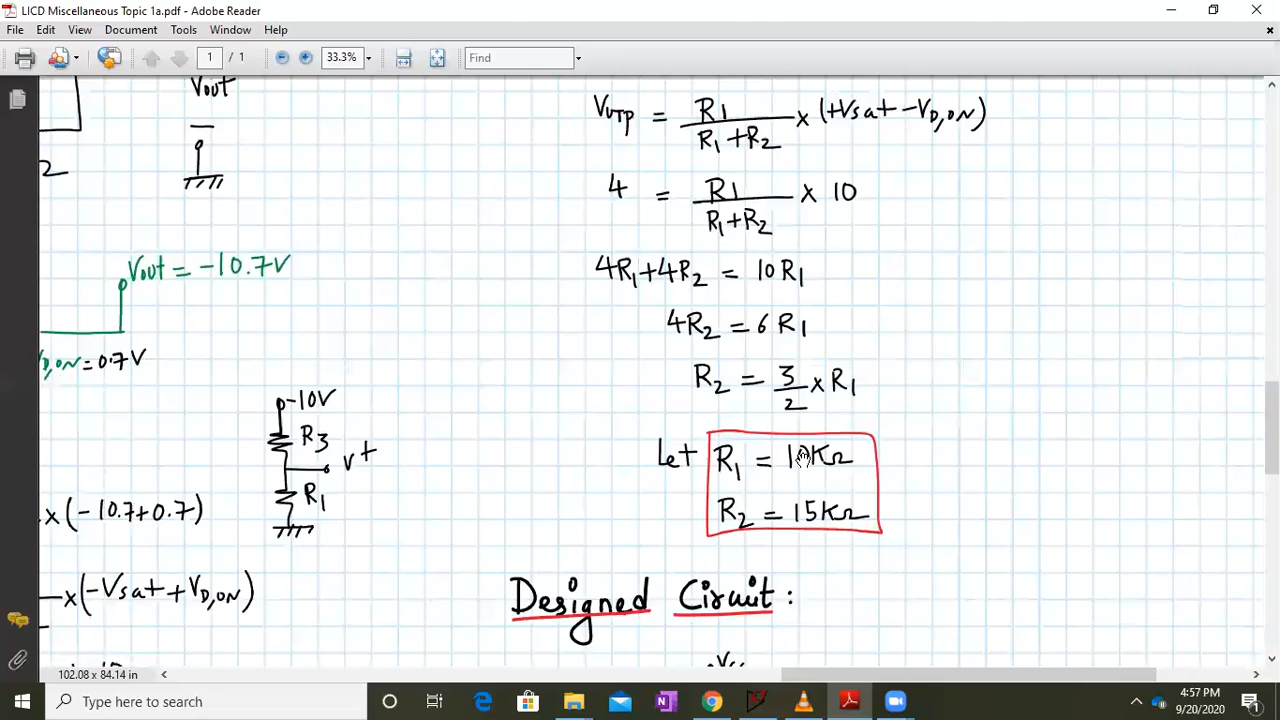 LICD Miscellaneous Topic 1a.pdf - Adobe Reader
File Edit View Document Tools Window Help
1 / 1 33.3% Find
Vout
2
Vout = -10.7V
D,ON = 0.7V
-10V
R3
V+
R1
x(-10.7+0.7)
x(-Vsat+VD,ON)
VUTP = R1 / R1+R2 x (+Vsat-VD,ON)
4 = R1 / R1+R2 x 10
4R1+4R2 = 10R1
4R2 = 6R1
R2 = 3/2 x R1
Let R1 = 10KΩ
R2 = 15KΩ
Designed Circuit:
102.08 x 84.14 in
Type here to search
4:57 PM
9/20/2020